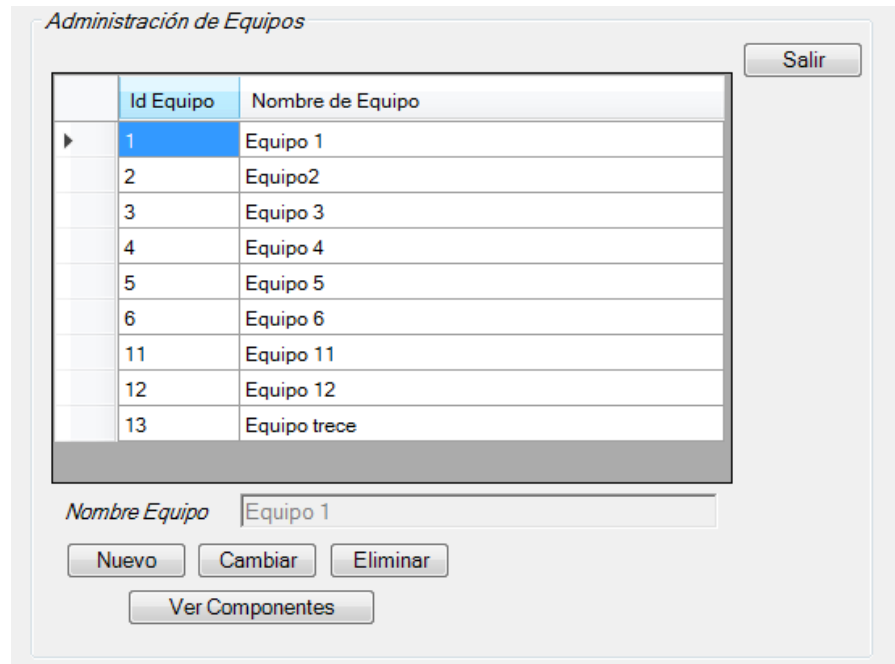 Administración de Equipos
Salir
Id Equipo Nombre de Equipo
1 Equipo 1
2 Equipo2
3 Equipo 3
4 Equipo 4
5 Equipo 5
6 Equipo 6
11 Equipo 11
12 Equipo 12
13 Equipo trece
Nombre Equipo Equipo 1
Nuevo Cambiar Eliminar
Ver Componentes